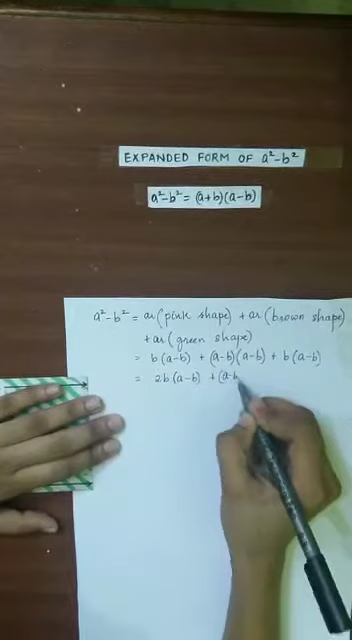 EXPANDED FORM OF a²-b²
a²-b² = (a+b)(a-b)
a²-b² = ar(pink shape) + ar(brown shape)
+ ar(green shape)
= b(a-b) + (a-b)(a-b) + b(a-b)
= 2b(a-b) + (a-b